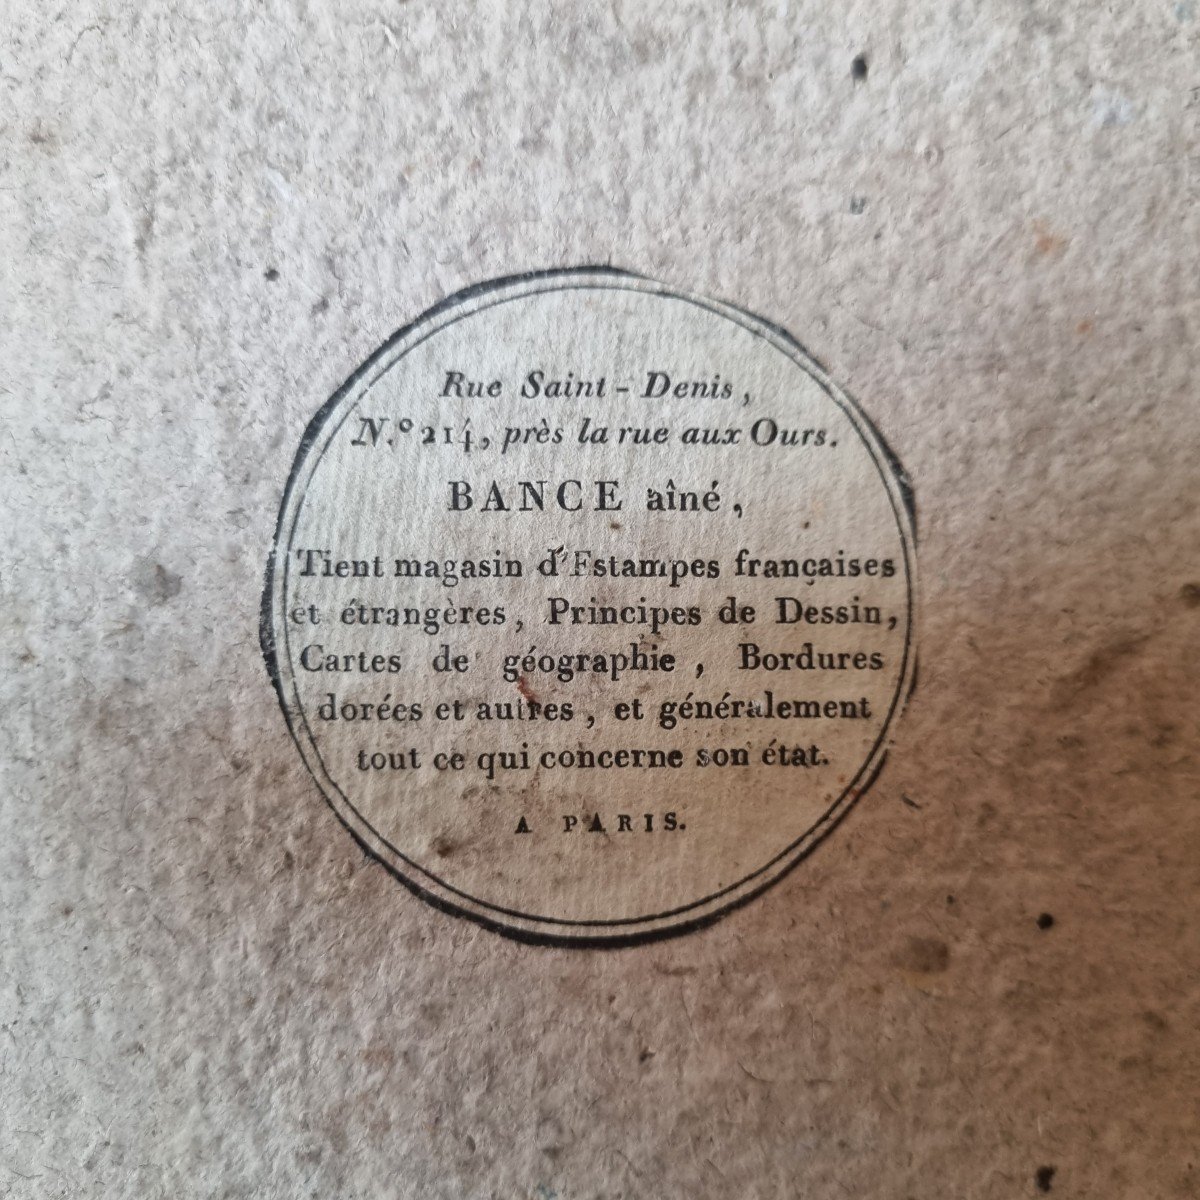 Rue Saint-Denis,
N.º 214, près la rue aux Ours.
BANCE aîné,
Tient magasin d'Estampes françaises
et étrangères, Principes de Dessin,
Cartes de géographie, Bordures
dorées et autres, et généralement
tout ce qui concerne son état.
A PARIS.